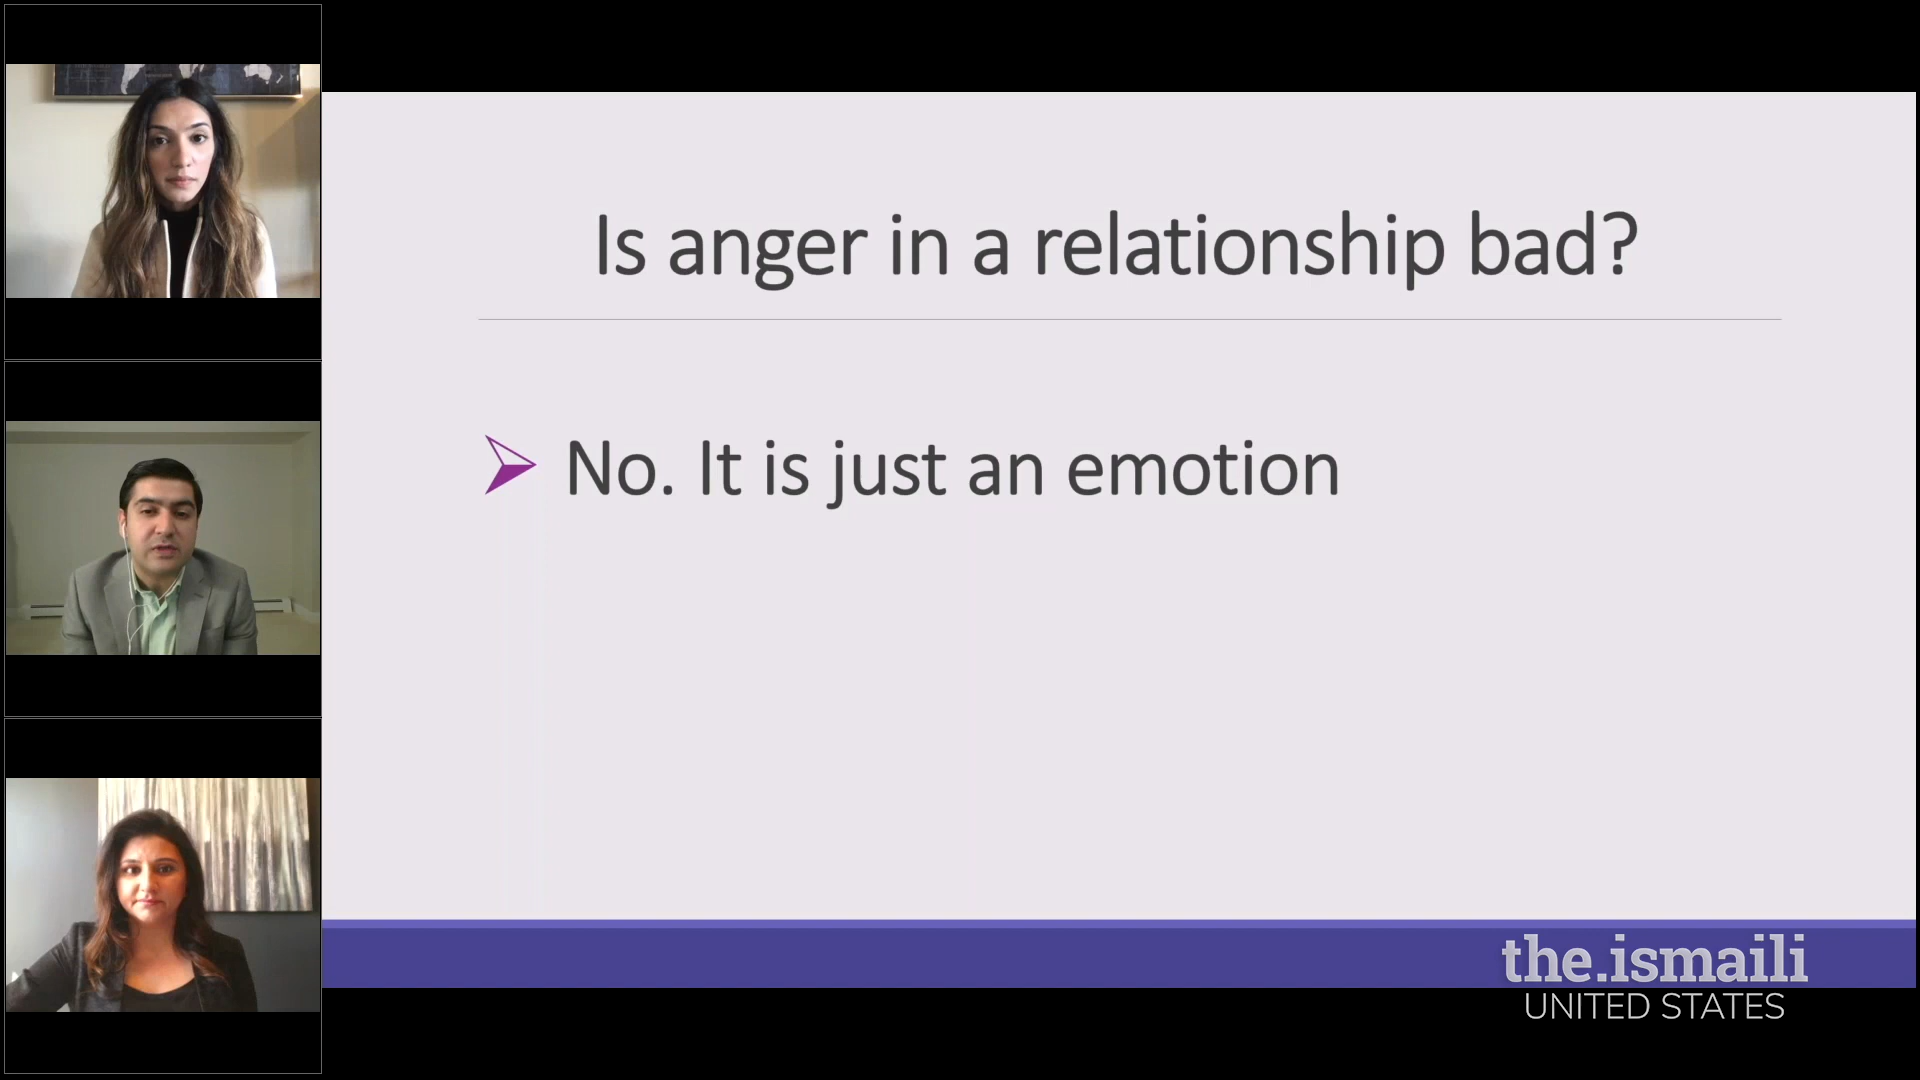 Is anger in a relationship bad?
No. It is just an emotion
the.ismaili
UNITED STATES